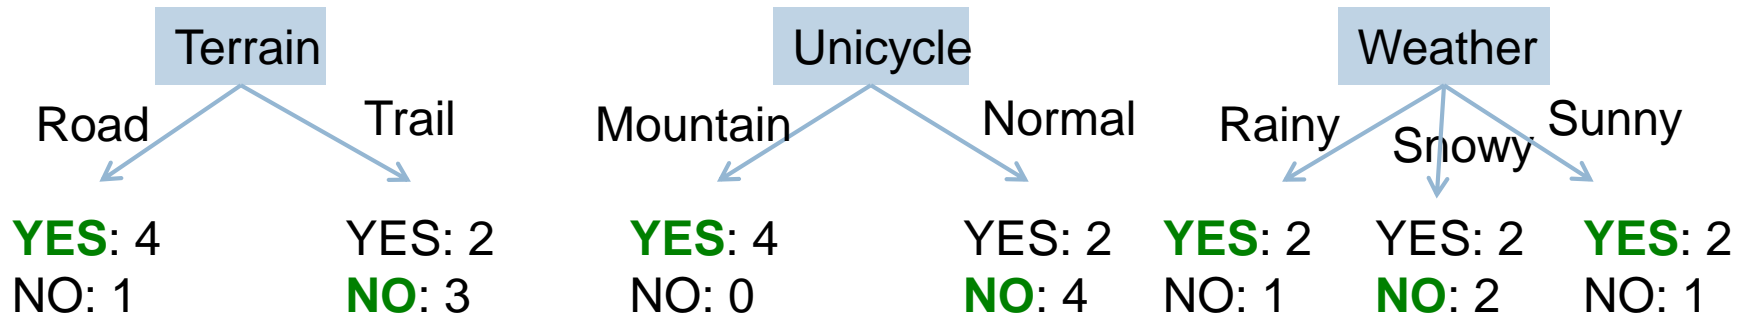 Terrain
Road
Trail
YES: 4
NO: 1
YES: 2
NO: 3
Unicycle
Mountain
Normal
YES: 4
NO: 0
YES: 2
NO: 4
Weather
Rainy
Snowy
Sunny
YES: 2
NO: 1
YES: 2
NO: 2
YES: 2
NO: 1